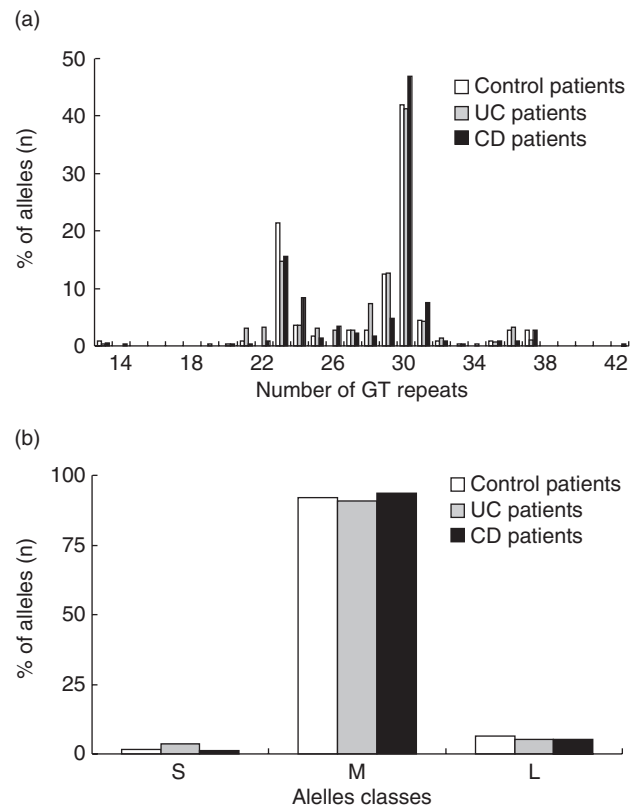 (a)
50
40
30
20
10
0
% of alleles (n)
Control patients
UC patients
CD patients
14 22 26 30 34 38 42
Number of GT repeats
(b)
100
75
50
25
0
% of alleles (n)
Control patients
UC patients
CD patients
S M L
Alelles classes